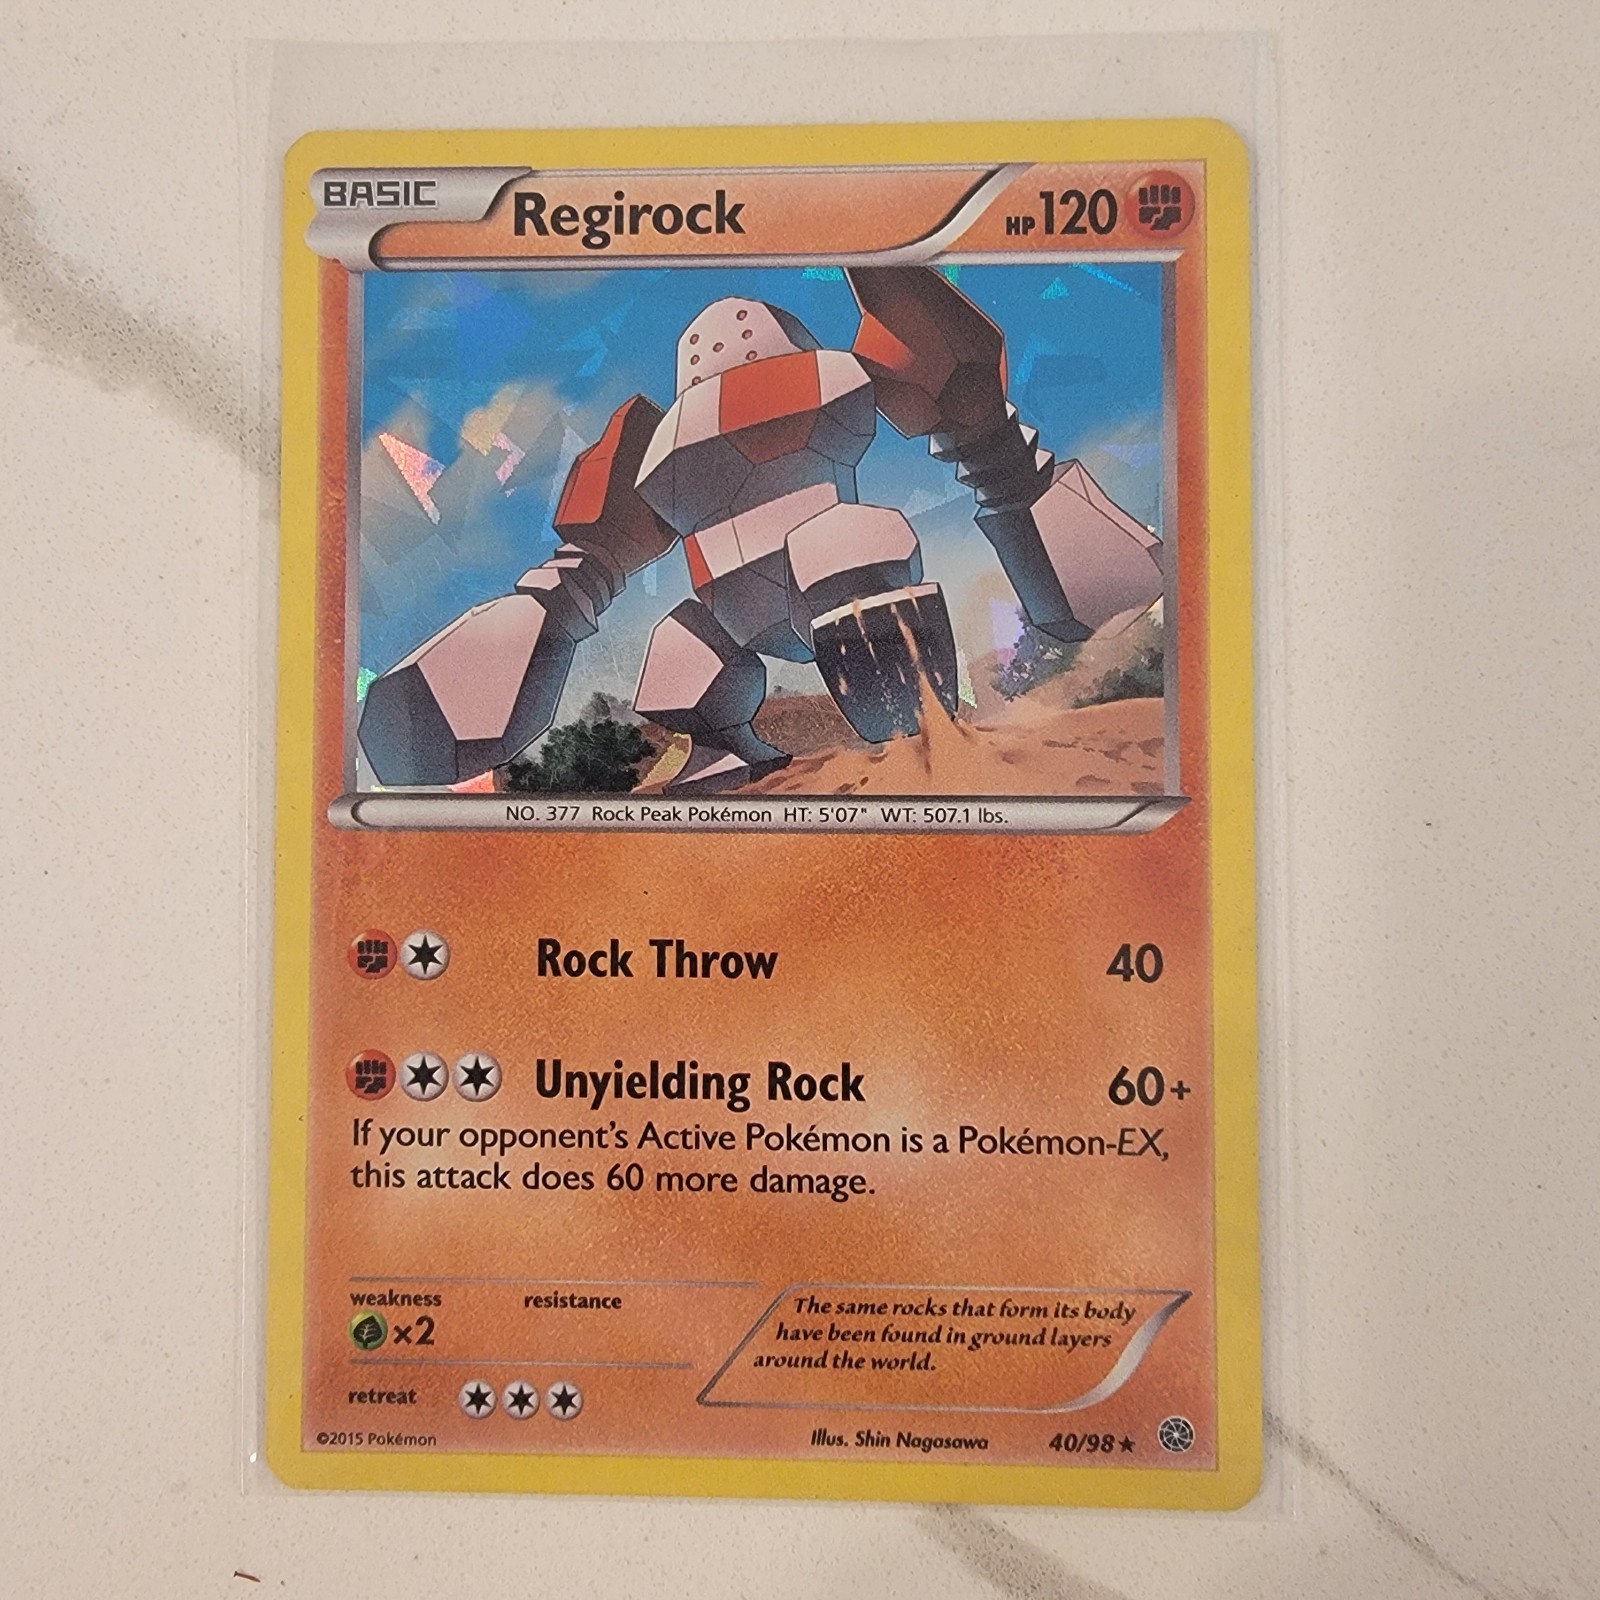 BASIC Regirock HP 120
NO. 377 Rock Peak Pokémon HT: 5'07" WT: 507.1 lbs.
Rock Throw 40
Unyielding Rock 60+
If your opponent's Active Pokémon is a Pokémon-EX,
this attack does 60 more damage.
weakness resistance
×2
retreat
The same rocks that form its body
have been found in ground layers
around the world.
©2015 Pokémon Illus. Shin Nagasawa 40/98 ★